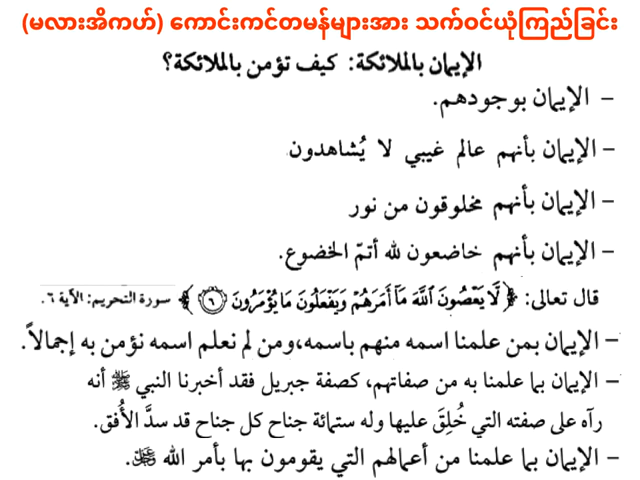 (မလားအိကဟ်) ကောင်းကင်တမန်များအား သက်ဝင်ယုံကြည်ခြင်း
الإيمان بالملائكة: كيف تؤمن بالملائكة؟
– الإيمان بوجودهم.
– الإيمان بأنهم عالم غيبي لا يُشاهدون
– الإيمان بأنهم مخلوقون من نور
– الإيمان بأنهم خاضعون لله أتمّ الخضوع.
قال تعالى: ﴿ لَّا يَعْصُونَ ٱللَّهَ مَآ أَمَرَهُمْ وَيَفْعَلُونَ مَا يُؤْمَرُونَ ۝٦ ﴾ سورة التحريم: الآية ٦.
– الإيمان بمن علمنا اسمه منهم باسمه،ومن لم نعلم اسمه نؤمن به إجمالاً.
– الإيمان بما علمنا به من صفاتهم، كصفة جبريل فقد أخبرنا النبي ﷺ أنه
رآه على صفته التي خُلِقَ عليها وله ستمائة جناح كل جناح قد سدَّ الأُفق.
– الإيمان بما علمنا من أعمالهم التي يقومون بها بأمر الله ﷻ.